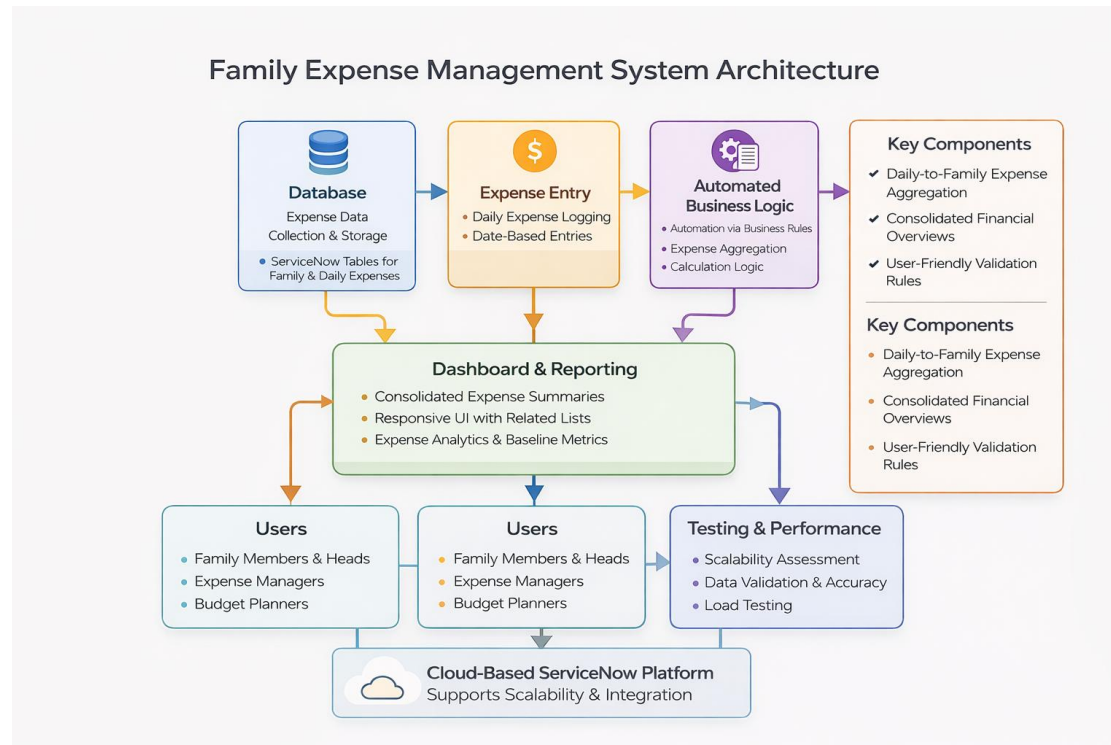 Family Expense Management System Architecture
Database
Expense Data
Collection & Storage
• ServiceNow Tables for
Family & Daily Expenses
$
Expense Entry
• Daily Expense Logging
• Date-Based Entries
Automated
Business Logic
• Automation via Business Rules
• Expense Aggregation
• Calculation Logic
Key Components
✔ Daily-to-Family Expense
Aggregation
✔ Consolidated Financial
Overviews
✔ User-Friendly Validation
Rules
Key Components
• Daily-to-Family Expense
Aggregation
• Consolidated Financial
Overviews
• User-Friendly Validation
Rules
Dashboard & Reporting
• Consolidated Expense Summaries
• Responsive UI with Related Lists
• Expense Analytics & Baseline Metrics
Users
• Family Members & Heads
• Expense Managers
• Budget Planners
Users
• Family Members & Heads
• Expense Managers
• Budget Planners
Testing & Performance
• Scalability Assessment
• Data Validation & Accuracy
• Load Testing
Cloud-Based ServiceNow Platform
Supports Scalability & Integration